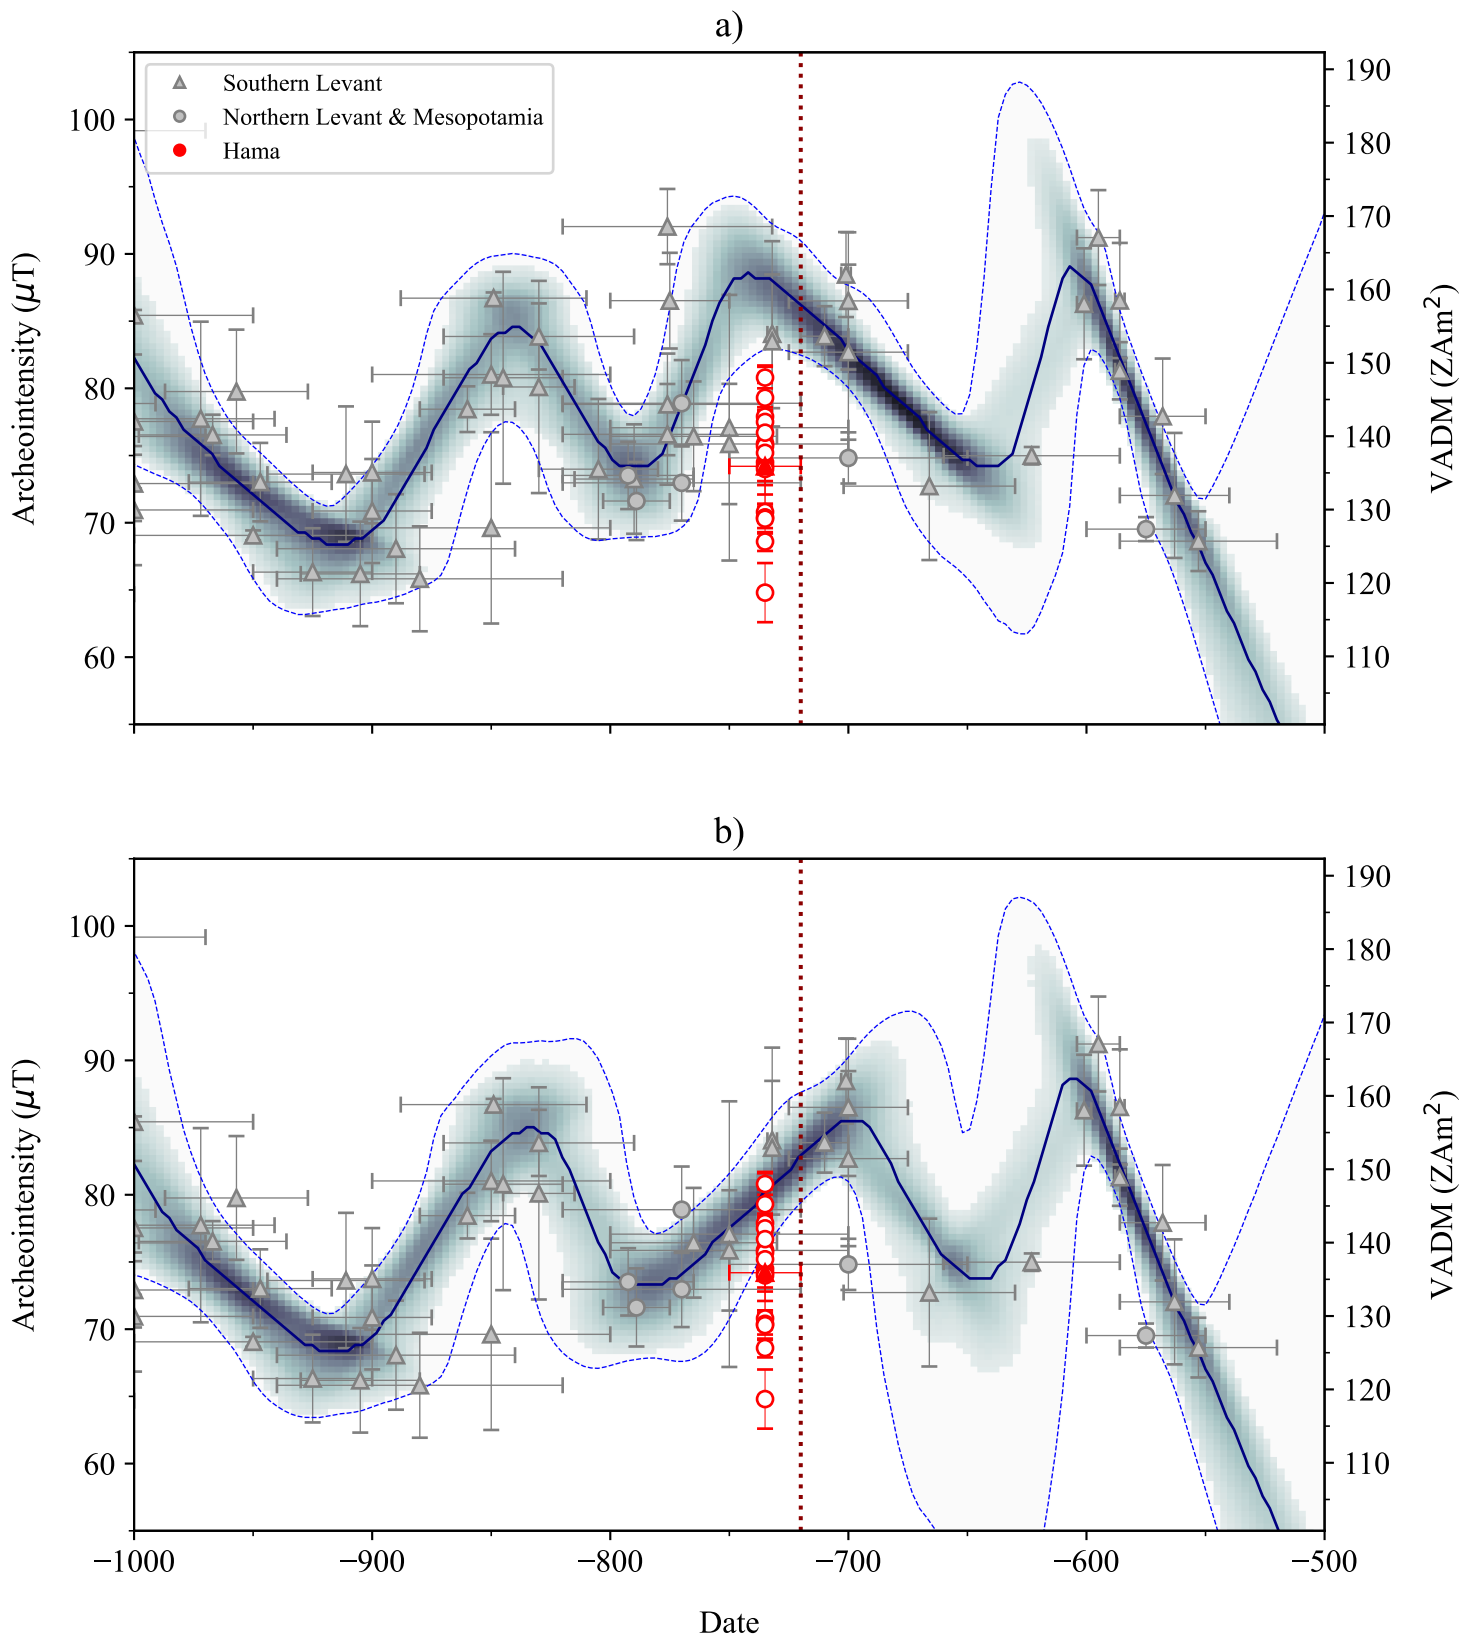 a)
Southern Levant
Northern Levant & Mesopotamia
Hama
100
90
80
70
60
Archeointensity (μT)
190
180
170
160
150
140
130
120
110
VADM (ZAm²)
b)
100
90
80
70
60
Archeointensity (μT)
190
180
170
160
150
140
130
120
110
VADM (ZAm²)
−1000 −900 −800 −700 −600 −500
Date